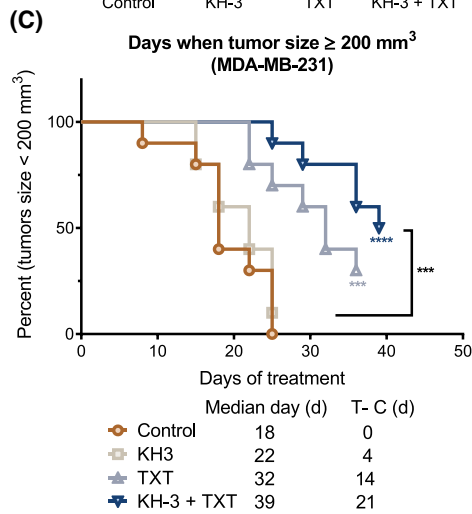 Control KH-3 TXT KH-3 + TXT
(C)
Days when tumor size ≥ 200 mm³
(MDA-MB-231)
Percent (tumors size < 200 mm³)
100
50
0
****
***
***
0 10 20 30 40 50
Days of treatment
Median day (d) T- C (d)
Control 18 0
KH3 22 4
TXT 32 14
KH-3 + TXT 39 21